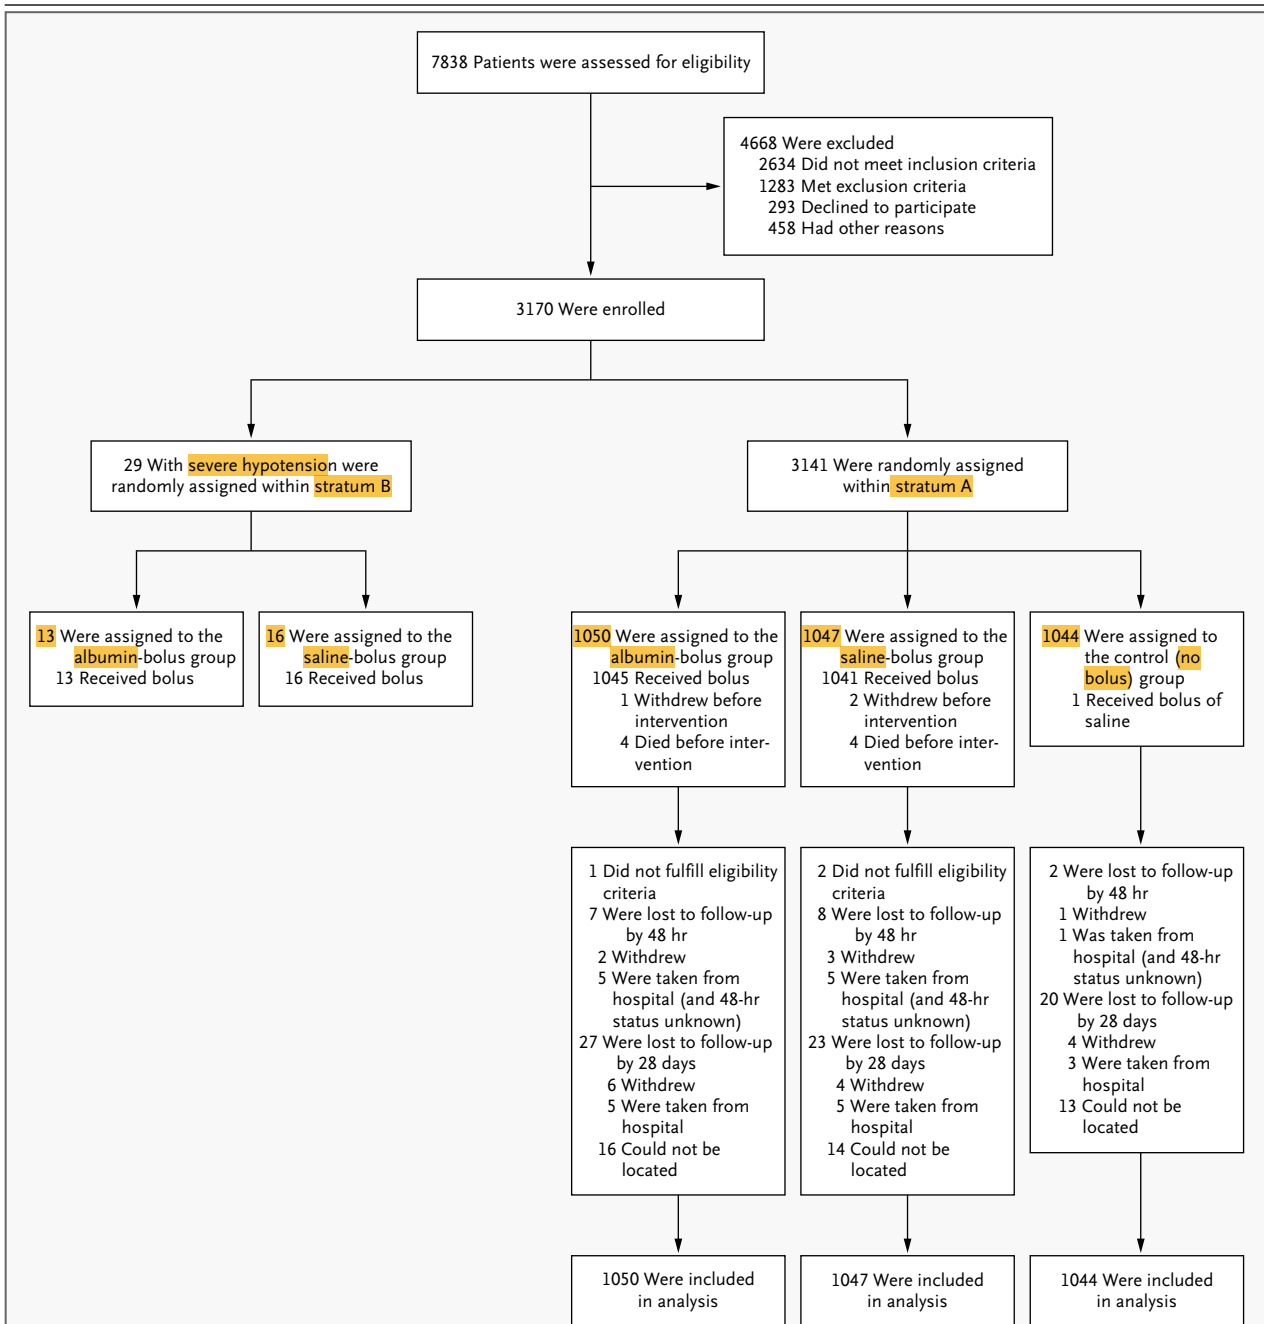 7838 Patients were assessed for eligibility
4668 Were excluded
2634 Did not meet inclusion criteria
1283 Met exclusion criteria
293 Declined to participate
458 Had other reasons
3170 Were enrolled
29 With severe hypotension were
randomly assigned within stratum B
3141 Were randomly assigned
within stratum A
13 Were assigned to the
albumin-bolus group
13 Received bolus
16 Were assigned to the
saline-bolus group
16 Received bolus
1050 Were assigned to the
albumin-bolus group
1045 Received bolus
1 Withdrew before
intervention
4 Died before inter-
vention
1047 Were assigned to the
saline-bolus group
1041 Received bolus
2 Withdrew before
intervention
4 Died before inter-
vention
1044 Were assigned to
the control (no
bolus) group
1 Received bolus of
saline
1 Did not fulfill eligibility
criteria
7 Were lost to follow-up
by 48 hr
2 Withdrew
5 Were taken from
hospital (and 48-hr
status unknown)
27 Were lost to follow-up
by 28 days
6 Withdrew
5 Were taken from
hospital
16 Could not be
located
2 Did not fulfill eligibility
criteria
8 Were lost to follow-up
by 48 hr
3 Withdrew
5 Were taken from
hospital (and 48-hr
status unknown)
23 Were lost to follow-up
by 28 days
4 Withdrew
5 Were taken from
hospital
14 Could not be
located
2 Were lost to follow-up
by 48 hr
1 Withdrew
1 Was taken from
hospital (and 48-hr
status unknown)
20 Were lost to follow-up
by 28 days
4 Withdrew
3 Were taken from
hospital
13 Could not be
located
1050 Were included
in analysis
1047 Were included
in analysis
1044 Were included
in analysis